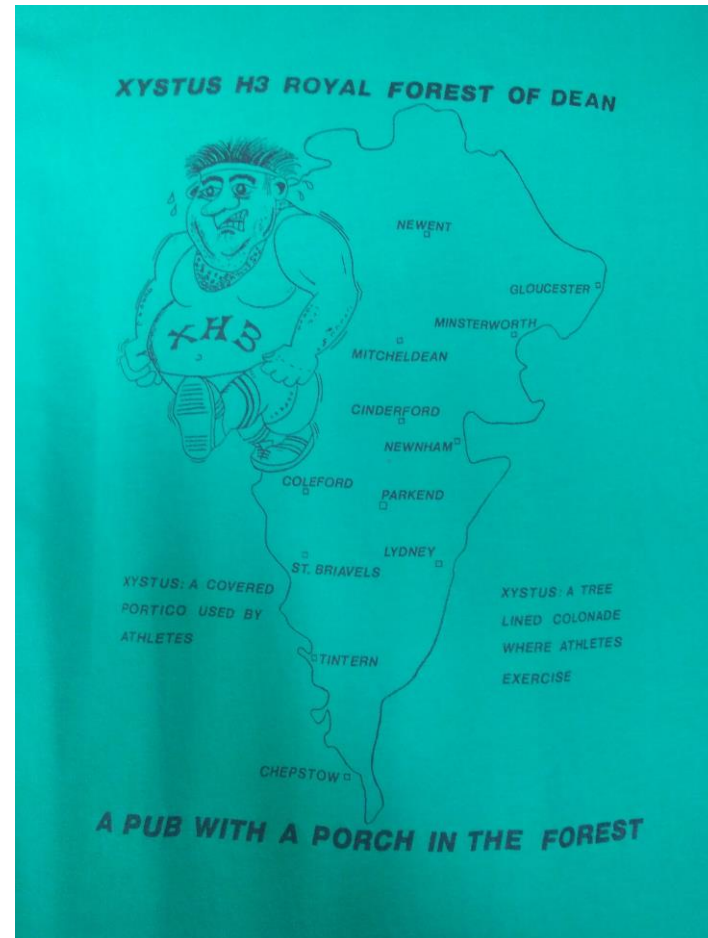 XYSTUS H3 ROYAL FOREST OF DEAN
NEWENT
GLOUCESTER
MINSTERWORTH
XH3
MITCHELDEAN
CINDERFORD
NEWNHAM
COLEFORD
PARKEND
LYDNEY
ST. BRIAVELS
XYSTUS: A COVERED
PORTICO USED BY
ATHLETES
XYSTUS: A TREE
LINED COLONADE
WHERE ATHLETES
EXERCISE
TINTERN
CHEPSTOW
A PUB WITH A PORCH IN THE FOREST